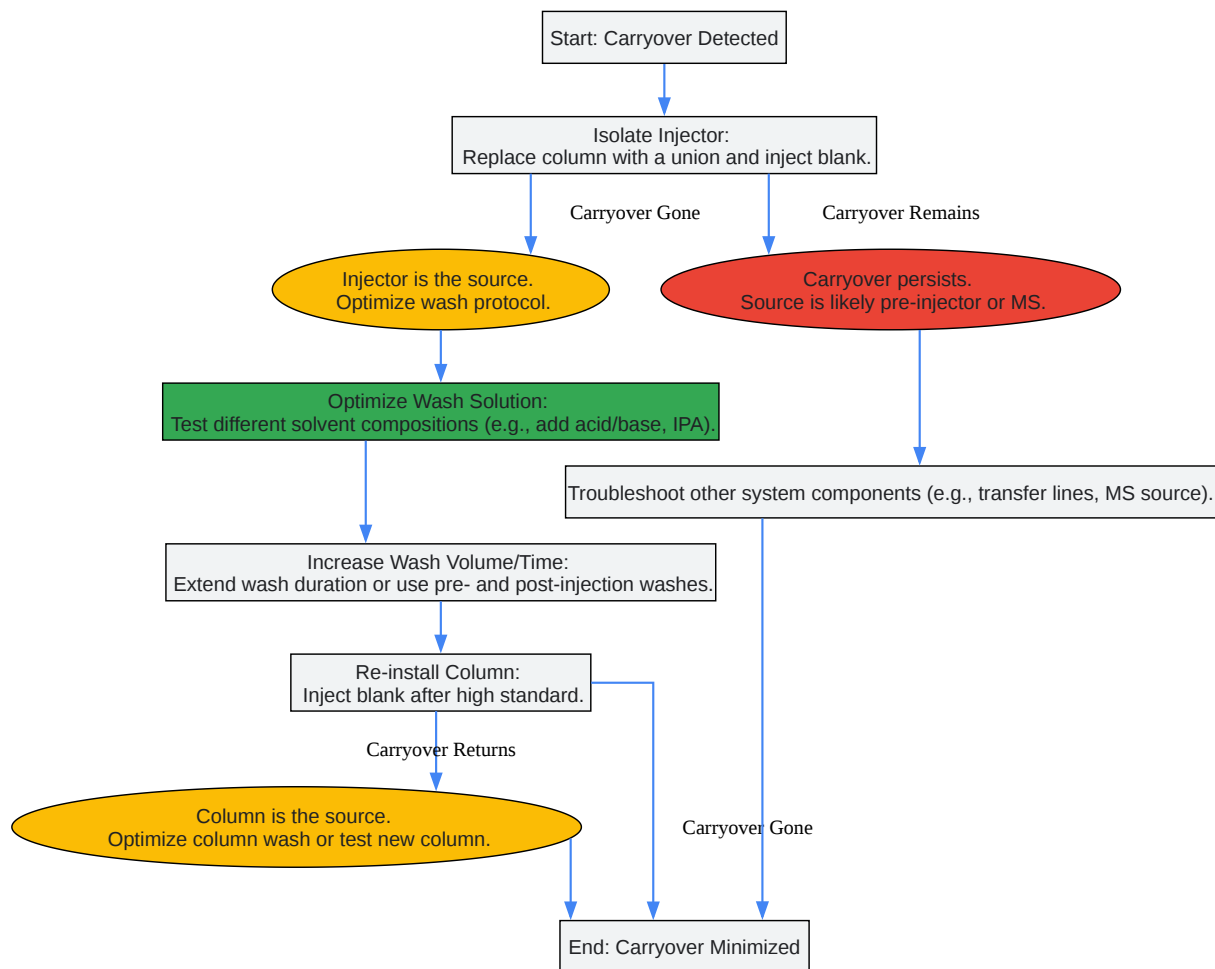 Start: Carryover Detected
Isolate Injector:
Replace column with a union and inject blank.
Carryover Gone
Carryover Remains
Injector is the source.
Optimize wash protocol.
Carryover persists.
Source is likely pre-injector or MS.
Optimize Wash Solution:
Test different solvent compositions (e.g., add acid/base, IPA).
Troubleshoot other system components (e.g., transfer lines, MS source).
Increase Wash Volume/Time:
Extend wash duration or use pre- and post-injection washes.
Re-install Column:
Inject blank after high standard.
Carryover Returns
Column is the source.
Optimize column wash or test new column.
Carryover Gone
End: Carryover Minimized